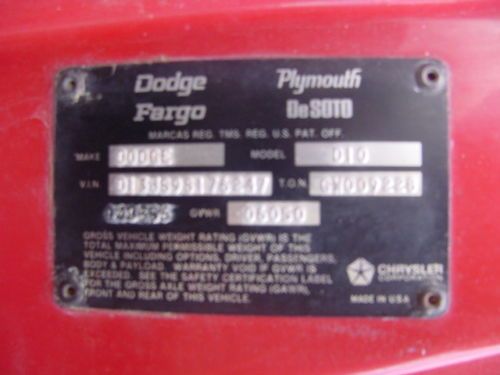 Dodge Plymouth
Fargo DeSOTO
MARCAS REG. TMS. REG. U.S. PAT. OFF.
MAKE DODGE MODEL D10
V.I.N. T.O.N.
GVWR 06050
GROSS VEHICLE WEIGHT RATING (GVWR) IS THE
TOTAL MAXIMUM PERMISSIBLE WEIGHT OF THIS
VEHICLE INCLUDING OPTIONS, DRIVER, PASSENGERS,
BODY & PAYLOAD. WARRANTY VOID IF GVWR IS
EXCEEDED. SEE SAFETY CERTIFICATION LABEL
FOR THE GROSS AXLE WEIGHT RATING (GAWR),
FRONT AND REAR OF THIS VEHICLE.
CHRYSLER
CORPORATION
MADE IN U.S.A.